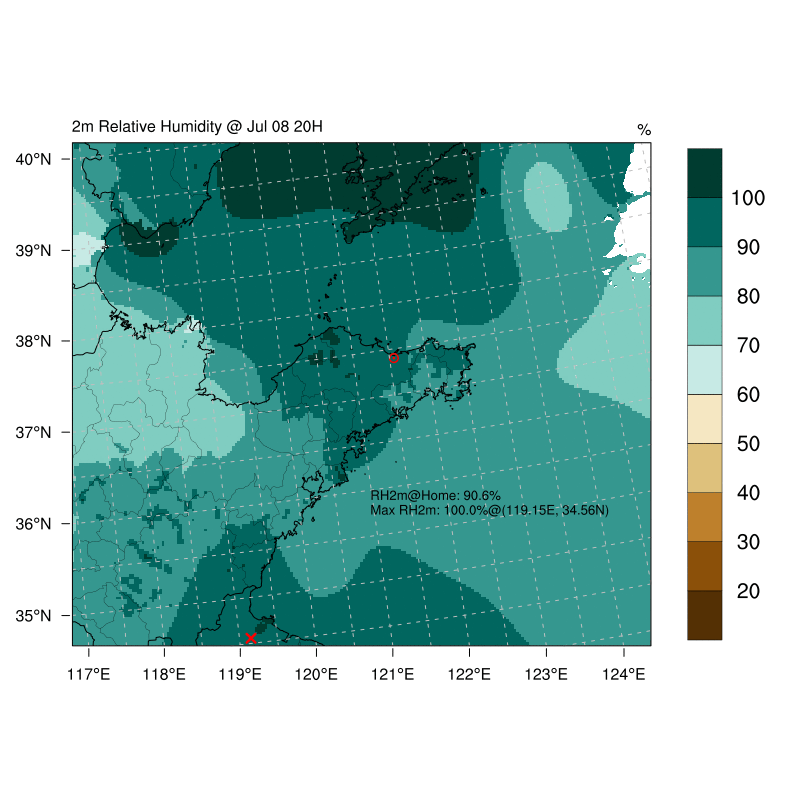 2m Relative Humidity @ Jul 08 20H
%
40°N
39°N
38°N
37°N
36°N
35°N
117°E
118°E
119°E
120°E
121°E
122°E
123°E
124°E
RH2m@Home: 90.6%
Max RH2m: 100.0%@(119.15E, 34.56N)
100
90
80
70
60
50
40
30
20